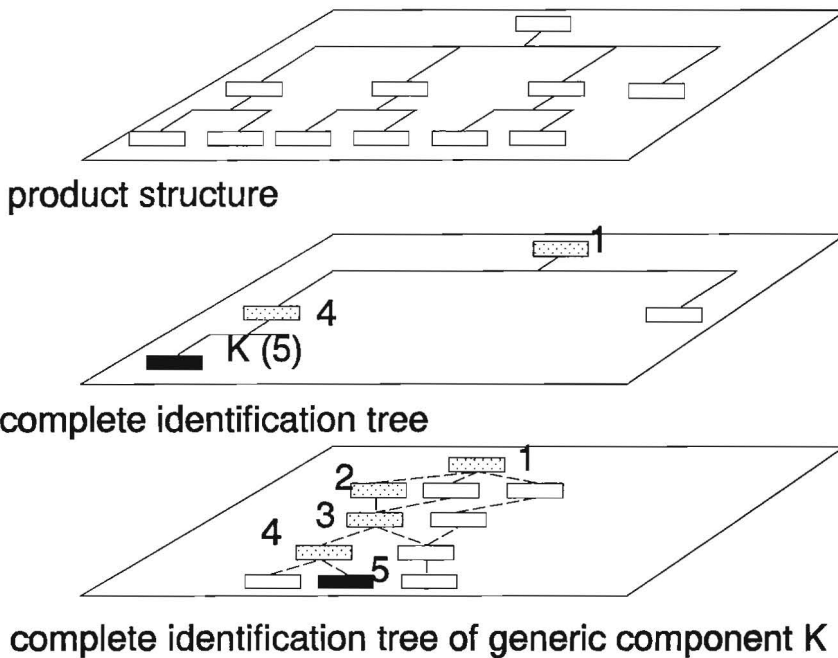 product structure
1
4
K (5)
complete identification tree
1
2
3
4
5
complete identification tree of generic component K